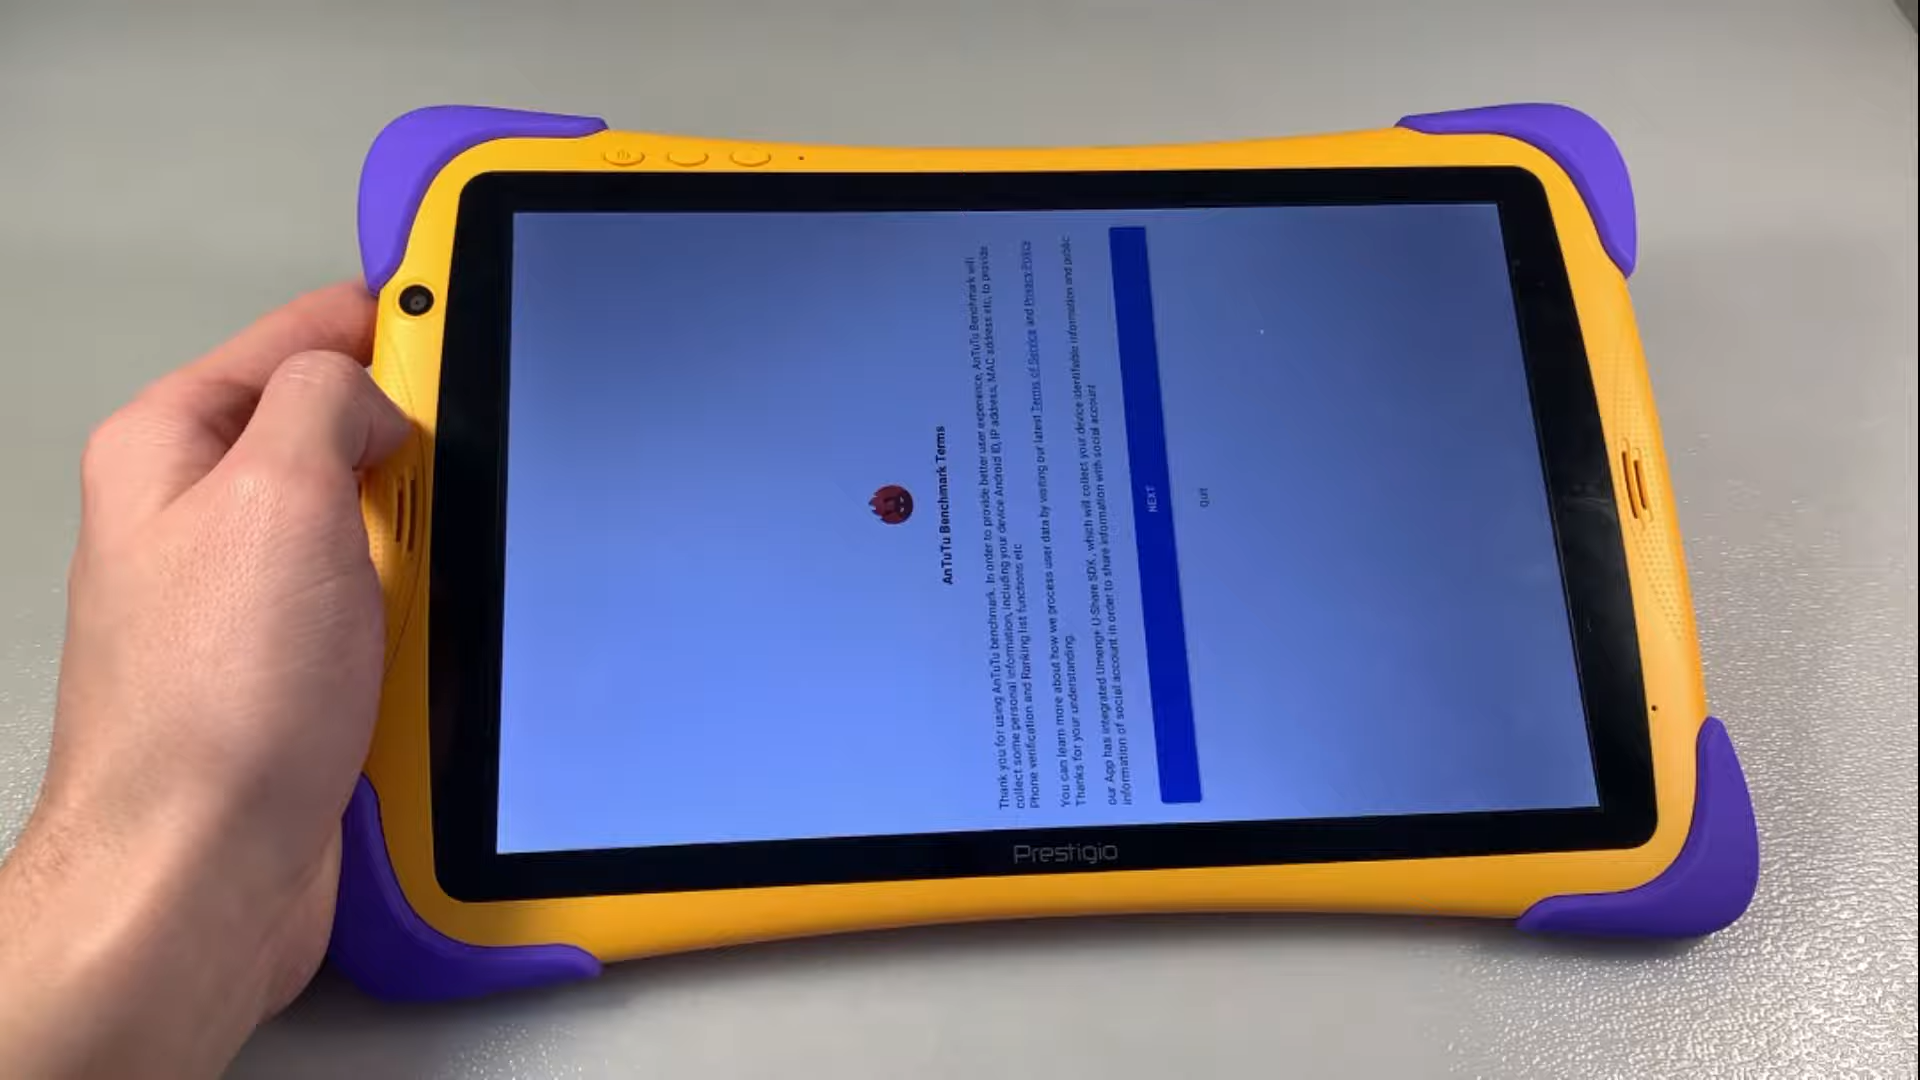 AnTuTu Benchmark Terms
Thank you for using AnTuTu benchmark. In order to provide better user experience, AnTuTu Benchmark will
collect some personal information, including your device Android ID, IP address, MAC address etc, to provide
Phone verification and Ranking list functions etc
You can learn more about how we process user data by visiting our latest Terms of Service and Privacy Policy
Thanks for your understanding.
our App has integrated Umeng+ U-Share SDK, which will collect your device identifiable information and public
information of social account in order to share information with social account
NEXT
Quit
Prestigio